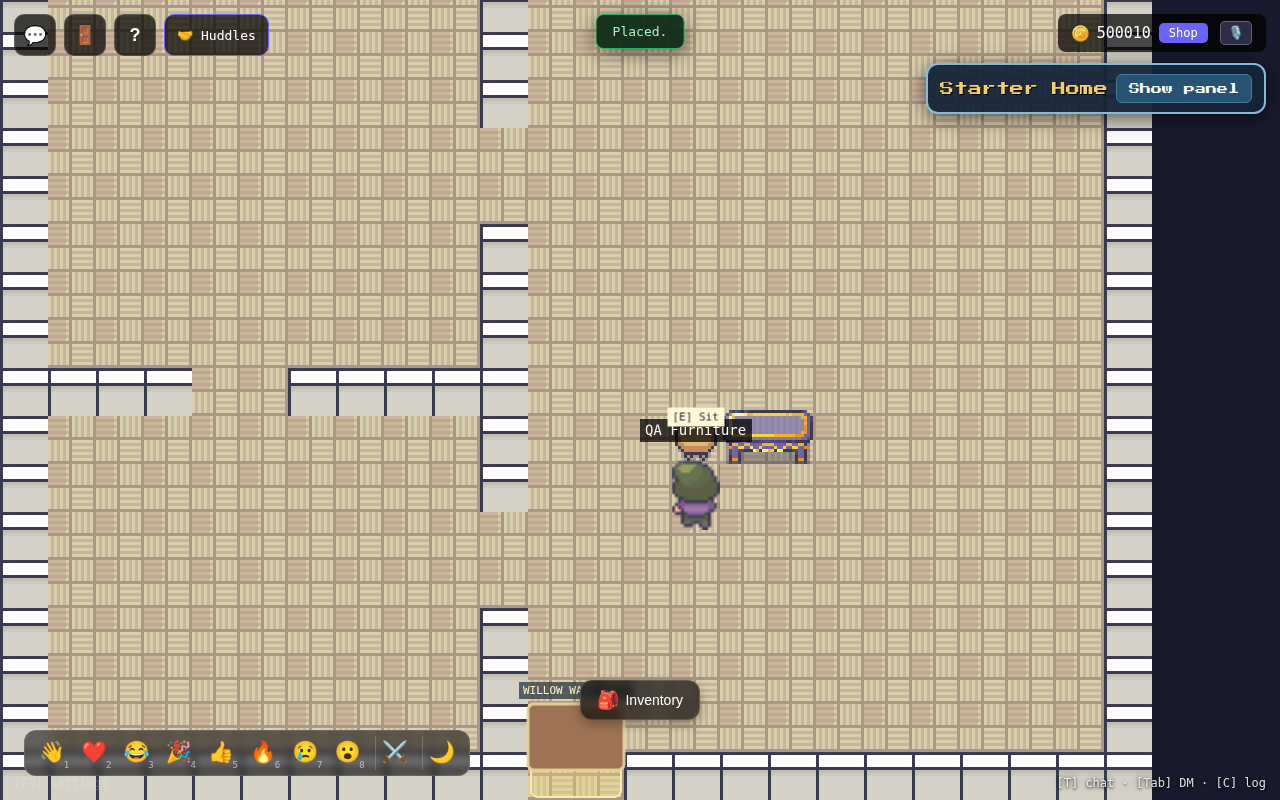 Huddles
Placed.
500010
Shop
Starter Home
Show panel
[E] Sit
QA Furniture
WILLOW
Inventory
1
2
3
4
5
6
7
8
[T] chat · [Tab] DM · [C] log